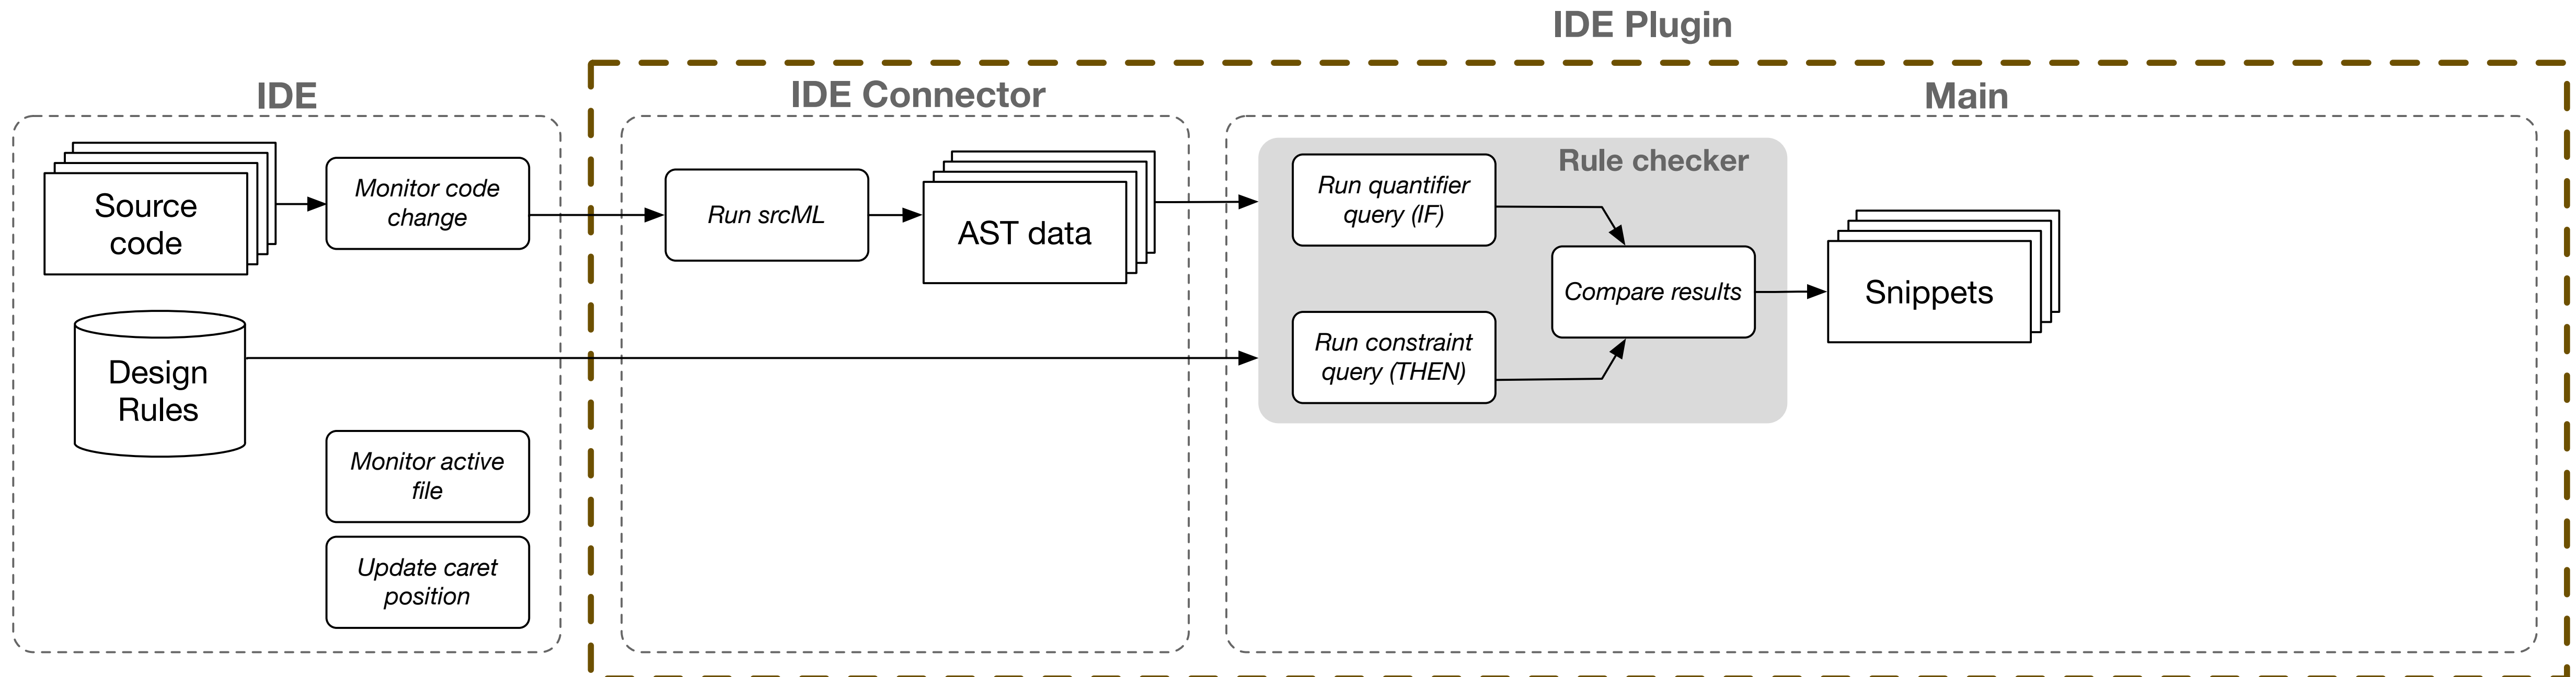 IDE Plugin
IDE
IDE Connector
Main
Source
code
Monitor code
change
Run srcML
AST data
Rule checker
Run quantifier
query (IF)
Compare results
Snippets
Design
Rules
Run constraint
query (THEN)
Monitor active
file
Update caret
position